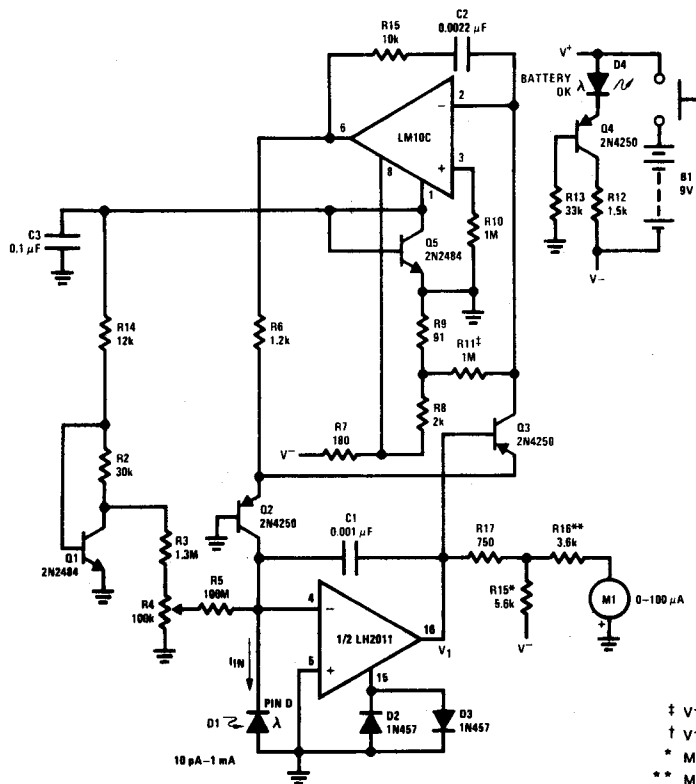 C2
0.0022 μF
R15
10k
V+
D4
BATTERY
OK
λ
2
6
LM10C
−
3
+
8
1
Q4
2N4250
B1
9V
R13
33k
R12
1.5k
V−
C3
0.1 μF
Q5
2N2484
R10
1M
R14
12k
R6
1.2k
R9
91
R11‡
1M
R8
2k
R7
180
V−
Q3
2N4250
R2
30k
Q2
2N4250
C1
0.001 μF
Q1
2N2484
R3
1.3M
R17
750
R16**
3.6k
R4
100k
R5
100M
4
−
1/2 LH2011
16
V1
R15*
5.6k
V−
M1
0–100 μA
+
5
+
15
IIN
PIN D
D1
λ
D2
1N457
D3
1N457
10 pA–1 mA
‡ V1
† V1
* M
** M